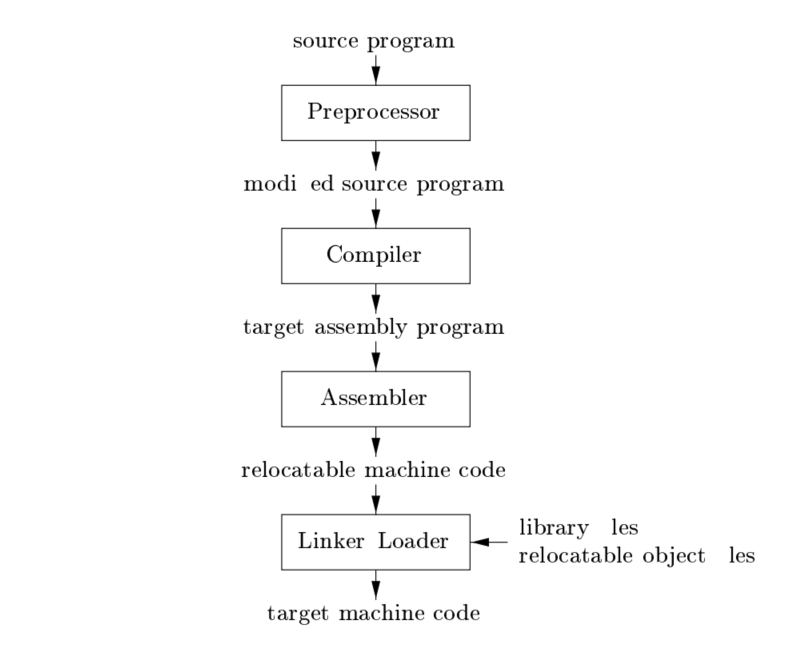 source program
Preprocessor
modi ed source program
Compiler
target assembly program
Assembler
relocatable machine code
Linker Loader
library les
relocatable object les
target machine code